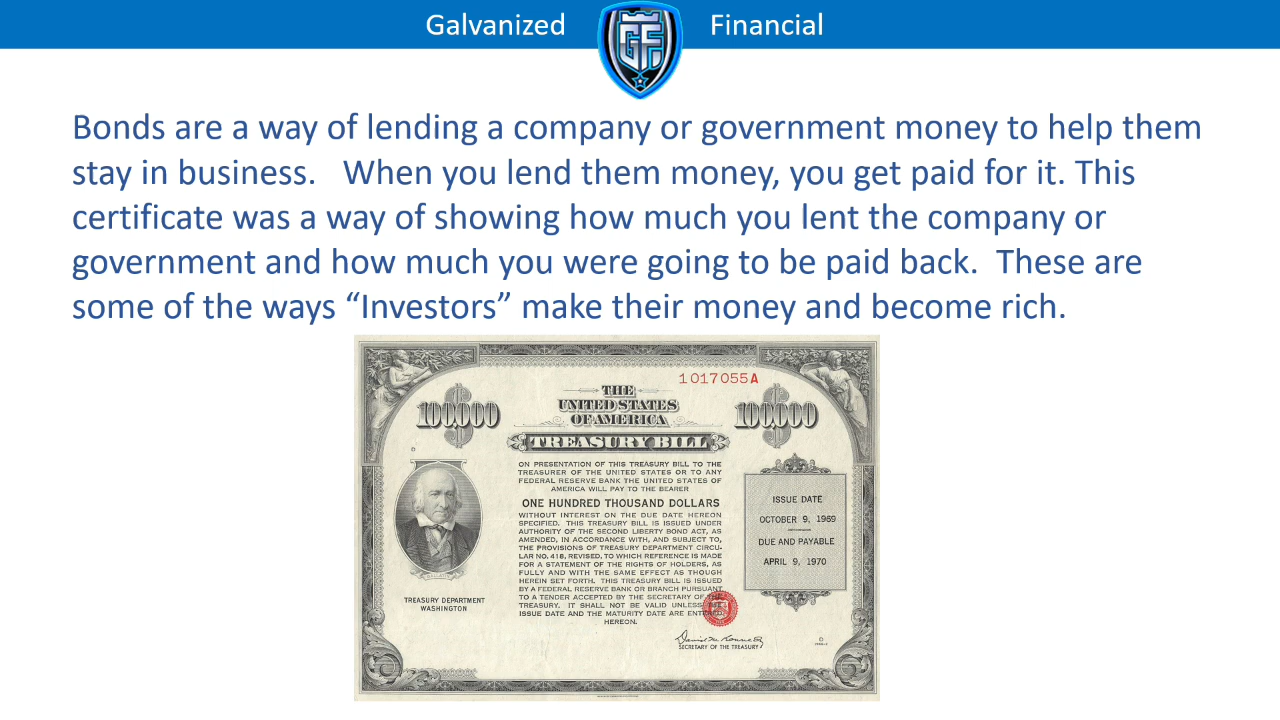 Galvanized GF Financial
Bonds are a way of lending a company or government money to help them
stay in business.   When you lend them money, you get paid for it. This
certificate was a way of showing how much you lent the company or
government and how much you were going to be paid back.  These are
some of the ways “Investors” make their money and become rich.
1017055A
100,000
THE
UNITED STATES
OF AMERICA
100,000
TREASURY BILL
ON PRESENTATION OF THIS TREASURY BILL TO THE
TREASURER OF THE UNITED STATES OR TO ANY
FEDERAL RESERVE BANK THE UNITED STATES OF
AMERICA WILL PAY TO THE BEARER
ONE HUNDRED THOUSAND DOLLARS
WITHOUT INTEREST ON THE DUE DATE HEREON
SPECIFIED. THIS TREASURY BILL IS ISSUED UNDER
AUTHORITY OF THE SECOND LIBERTY BOND ACT, AS
AMENDED, IN ACCORDANCE WITH, AND SUBJECT TO,
THE PROVISIONS OF TREASURY DEPARTMENT CIRCU-
LAR NO. 418, REVISED, TO WHICH REFERENCE IS MADE
FOR A STATEMENT OF THE RIGHTS OF HOLDERS, AS
FULLY AND WITH THE SAME EFFECT AS THOUGH
HEREIN SET FORTH. THIS TREASURY BILL IS ISSUED
BY A FEDERAL RESERVE BANK OR BRANCH PURSUANT
TO A TENDER ACCEPTED BY THE SECRETARY OF THE
TREASURY. IT SHALL NOT BE VALID UNLESS THE
ISSUE DATE AND THE MATURITY DATE ARE ENTERED
HEREON.
ISSUE DATE
OCTOBER 9, 1969
DUE AND PAYABLE
APRIL 9, 1970
TREASURY DEPARTMENT
WASHINGTON
SECRETARY OF THE TREASURY